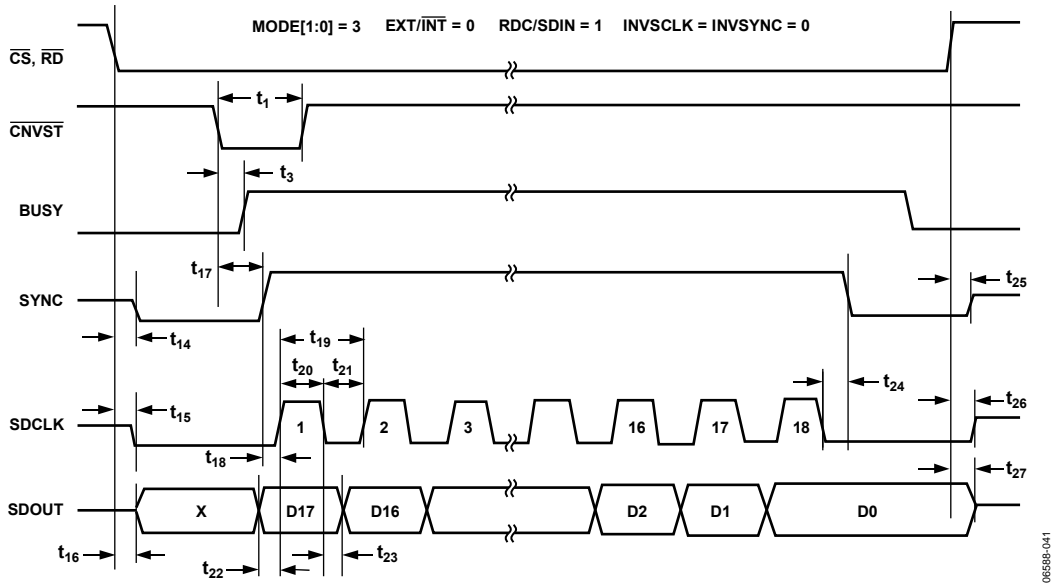 MODE[1:0] = 3 EXT/INT = 0 RDC/SDIN = 1 INVSCLK = INVSYNC = 0
CS, RD
t1
CNVST
t3
BUSY
t17
SYNC
t25
t14
t19
t20 t21
t24
t15
t26
SDCLK
1 2 3 16 17 18
t18
t27
SDOUT
X D17 D16 D2 D1 D0
t16
t22
t23
06588-041